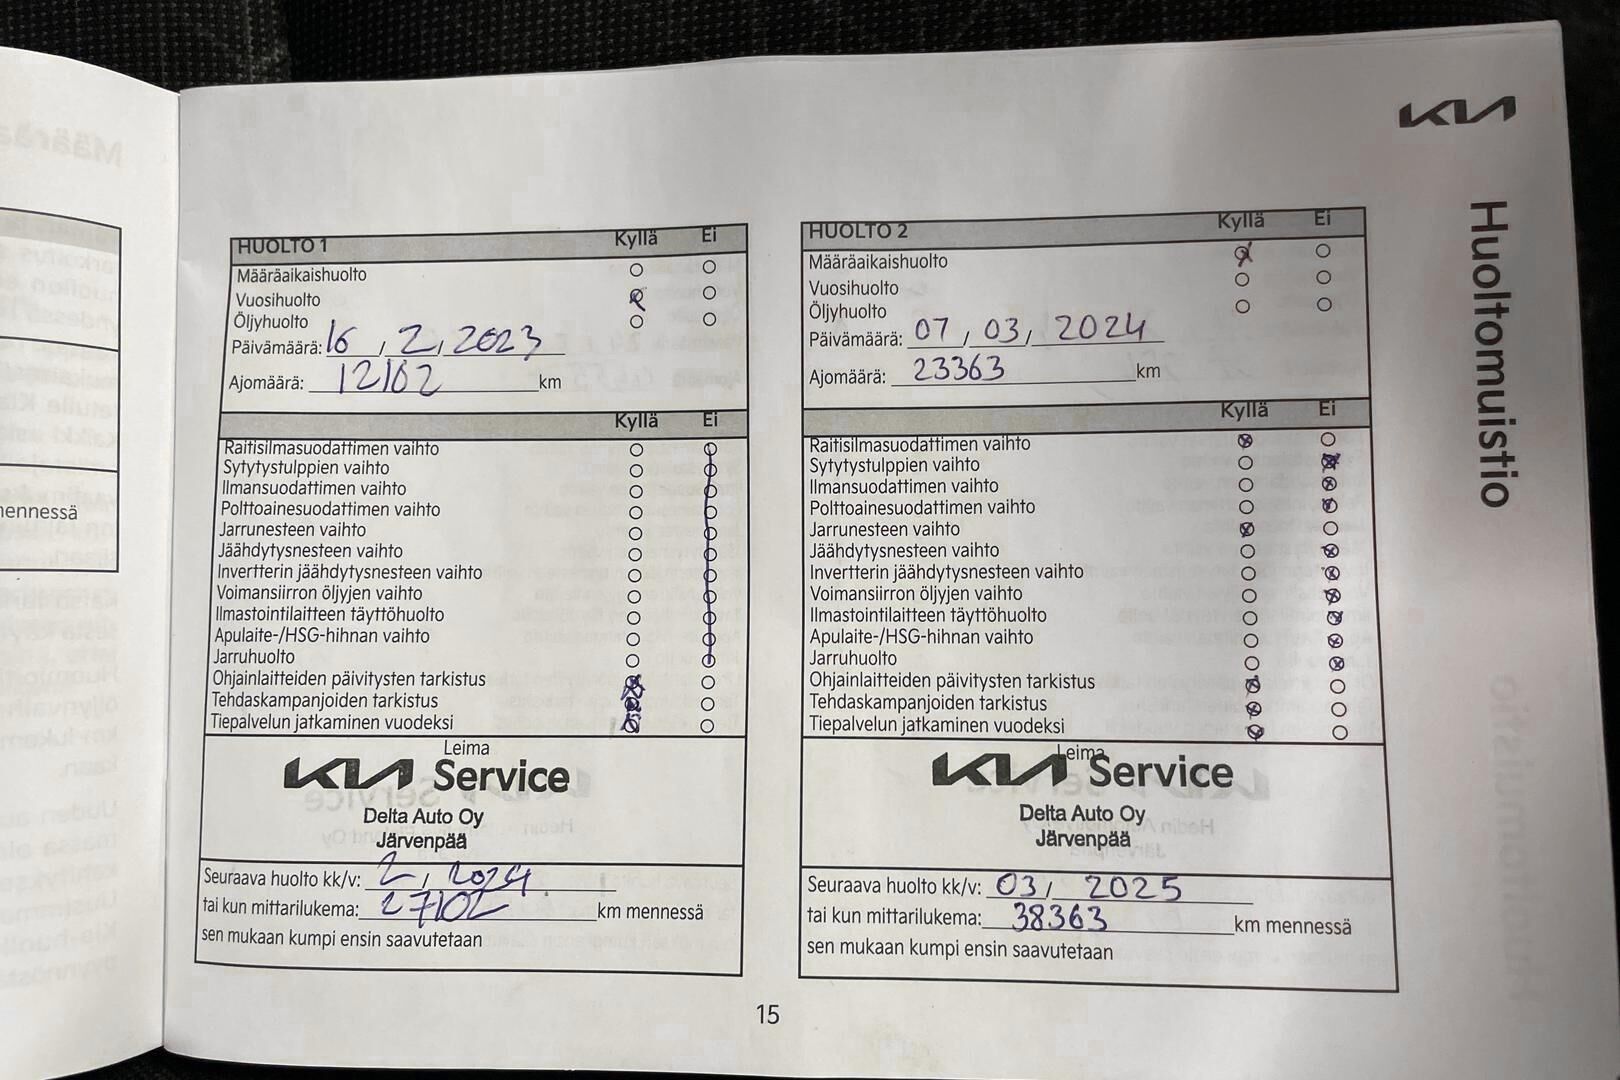 KIA
Huoltomuistio
mennessä
HUOLTO 1 Kyllä Ei
Määräaikaishuolto
Vuosihuolto
Öljyhuolto
Päivämäärä: 16 / 2 / 2023
Ajomäärä: 12102 km
Kyllä Ei
Raitisilmasuodattimen vaihto
Sytytystulppien vaihto
Ilmansuodattimen vaihto
Polttoainesuodattimen vaihto
Jarrunesteen vaihto
Jäähdytysnesteen vaihto
Invertterin jäähdytysnesteen vaihto
Voimansiirron öljyjen vaihto
Ilmastointilaitteen täyttöhuolto
Apulaite-/HSG-hihnan vaihto
Jarruhuolto
Ohjainlaitteiden päivitysten tarkistus
Tehdaskampanjoiden tarkistus
Tiepalvelun jatkaminen vuodeksi
Leima
KIA Service
Delta Auto Oy
Järvenpää
Seuraava huolto kk/v: 2 / 2024
tai kun mittarilukema: 27102 km mennessä
sen mukaan kumpi ensin saavutetaan
HUOLTO 2 Kyllä Ei
Määräaikaishuolto
Vuosihuolto
Öljyhuolto
Päivämäärä: 07 / 03 / 2024
Ajomäärä: 23363 km
Kyllä Ei
Raitisilmasuodattimen vaihto
Sytytystulppien vaihto
Ilmansuodattimen vaihto
Polttoainesuodattimen vaihto
Jarrunesteen vaihto
Jäähdytysnesteen vaihto
Invertterin jäähdytysnesteen vaihto
Voimansiirron öljyjen vaihto
Ilmastointilaitteen täyttöhuolto
Apulaite-/HSG-hihnan vaihto
Jarruhuolto
Ohjainlaitteiden päivitysten tarkistus
Tehdaskampanjoiden tarkistus
Tiepalvelun jatkaminen vuodeksi
Leima
KIA Service
Delta Auto Oy
Järvenpää
Seuraava huolto kk/v: 03 / 2025
tai kun mittarilukema: 38363 km mennessä
sen mukaan kumpi ensin saavutetaan
15